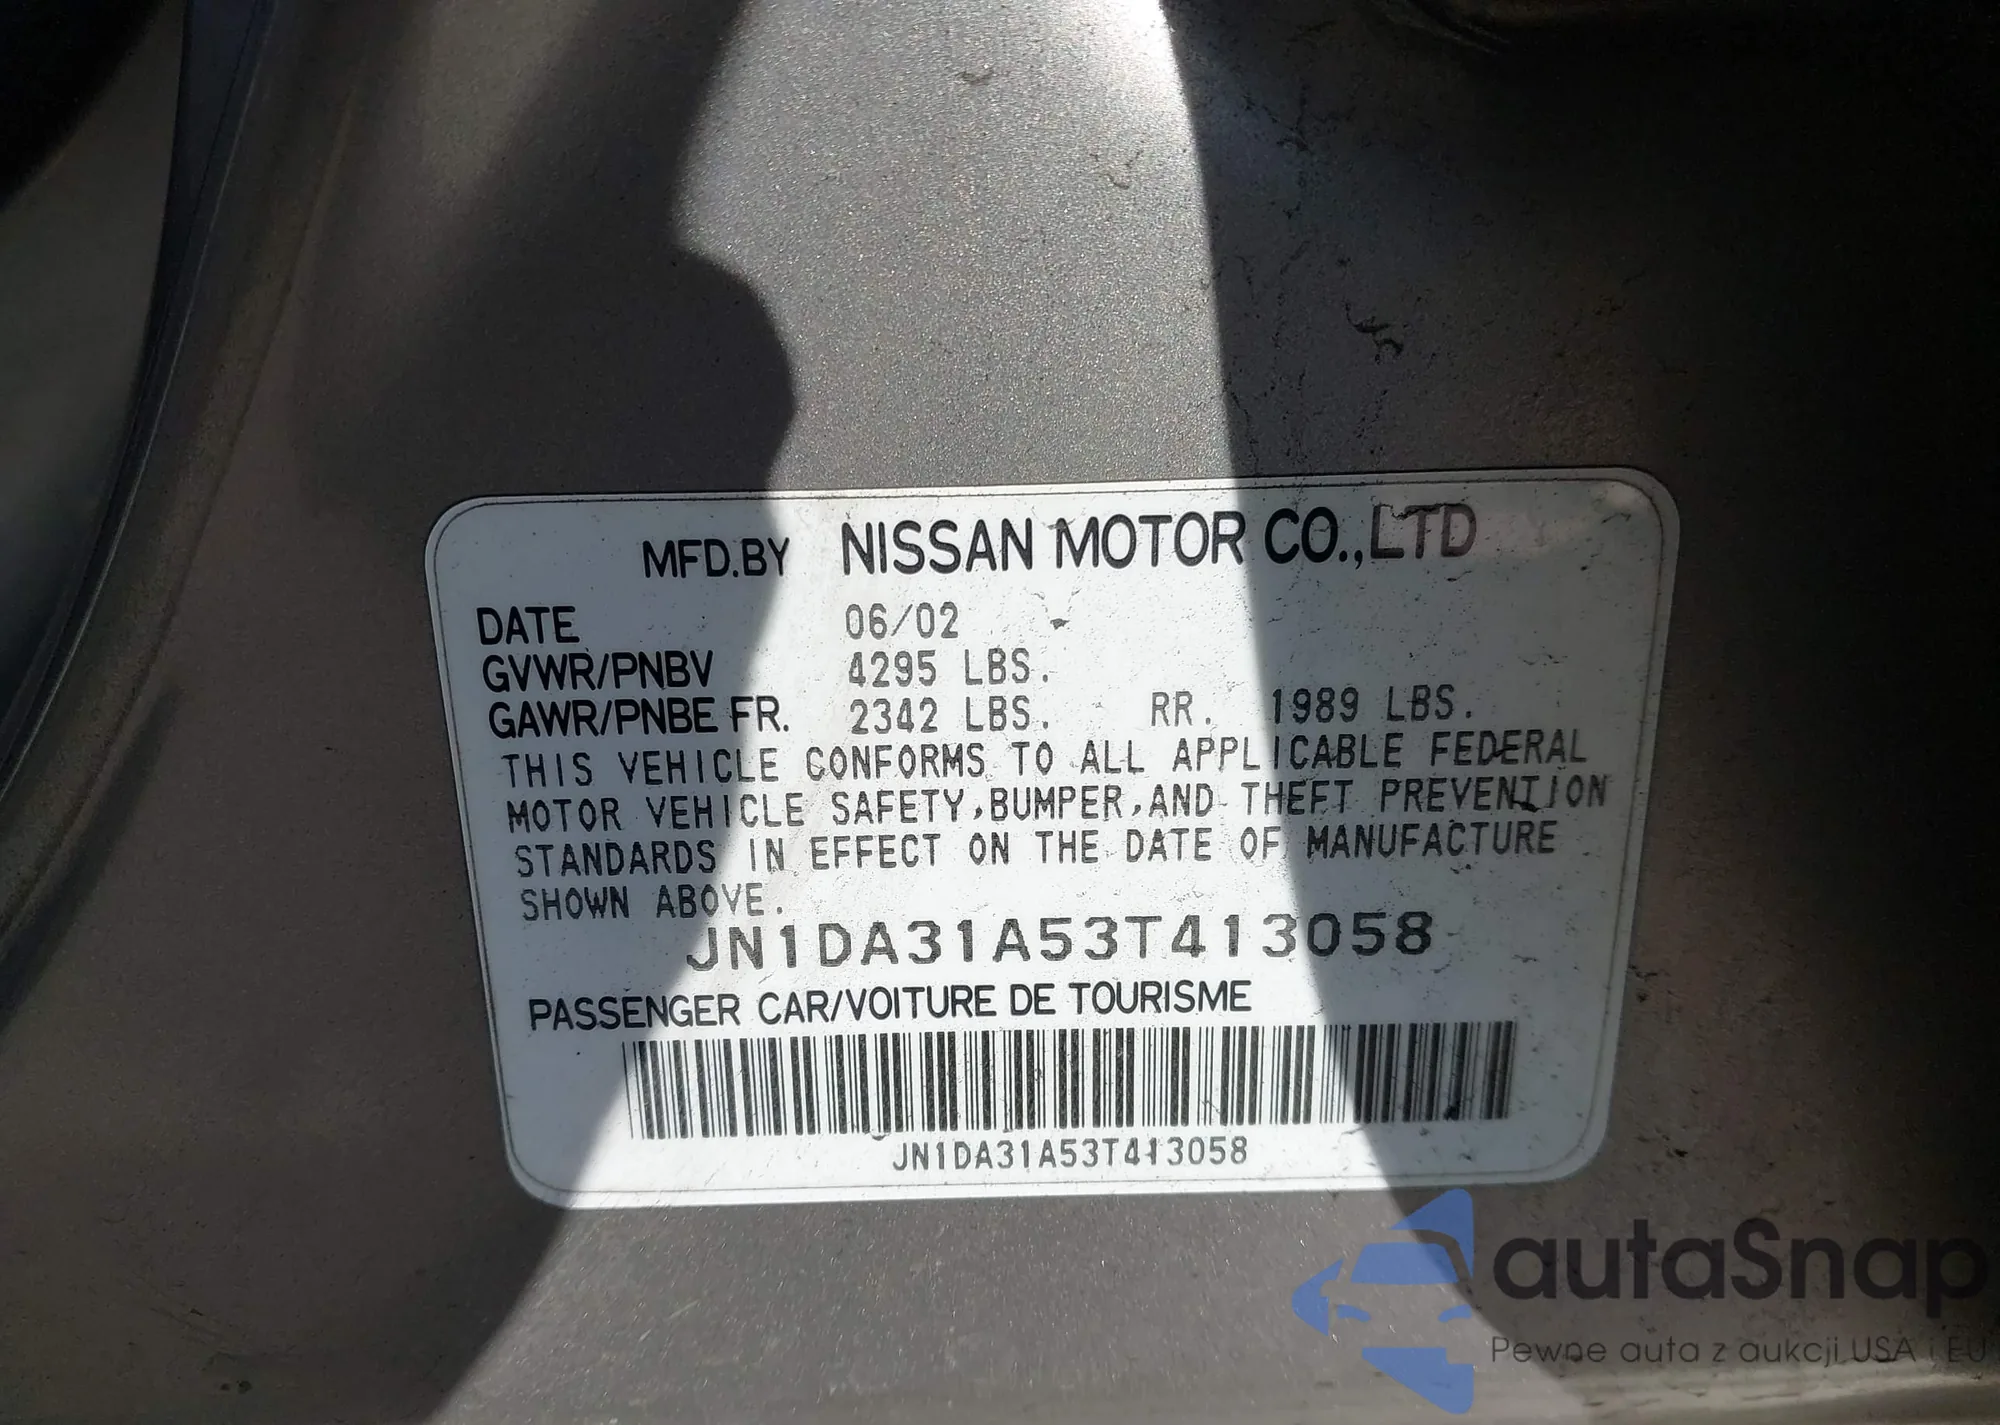 MFD.BY NISSAN MOTOR CO.,LTD
DATE 06/02
GVWR/PNBV 4295 LBS.
GAWR/PNBE FR. 2342 LBS. RR. 1989 LBS.
THIS VEHICLE CONFORMS TO ALL APPLICABLE FEDERAL
MOTOR VEHICLE SAFETY,BUMPER,AND THEFT PREVENTION
STANDARDS IN EFFECT ON THE DATE OF MANUFACTURE
SHOWN ABOVE.
JN1DA31A53T413058
PASSENGER CAR/VOITURE DE TOURISME
JN1DA31A53T413058
autaSnap
Pewne auta z aukcji USA i EU